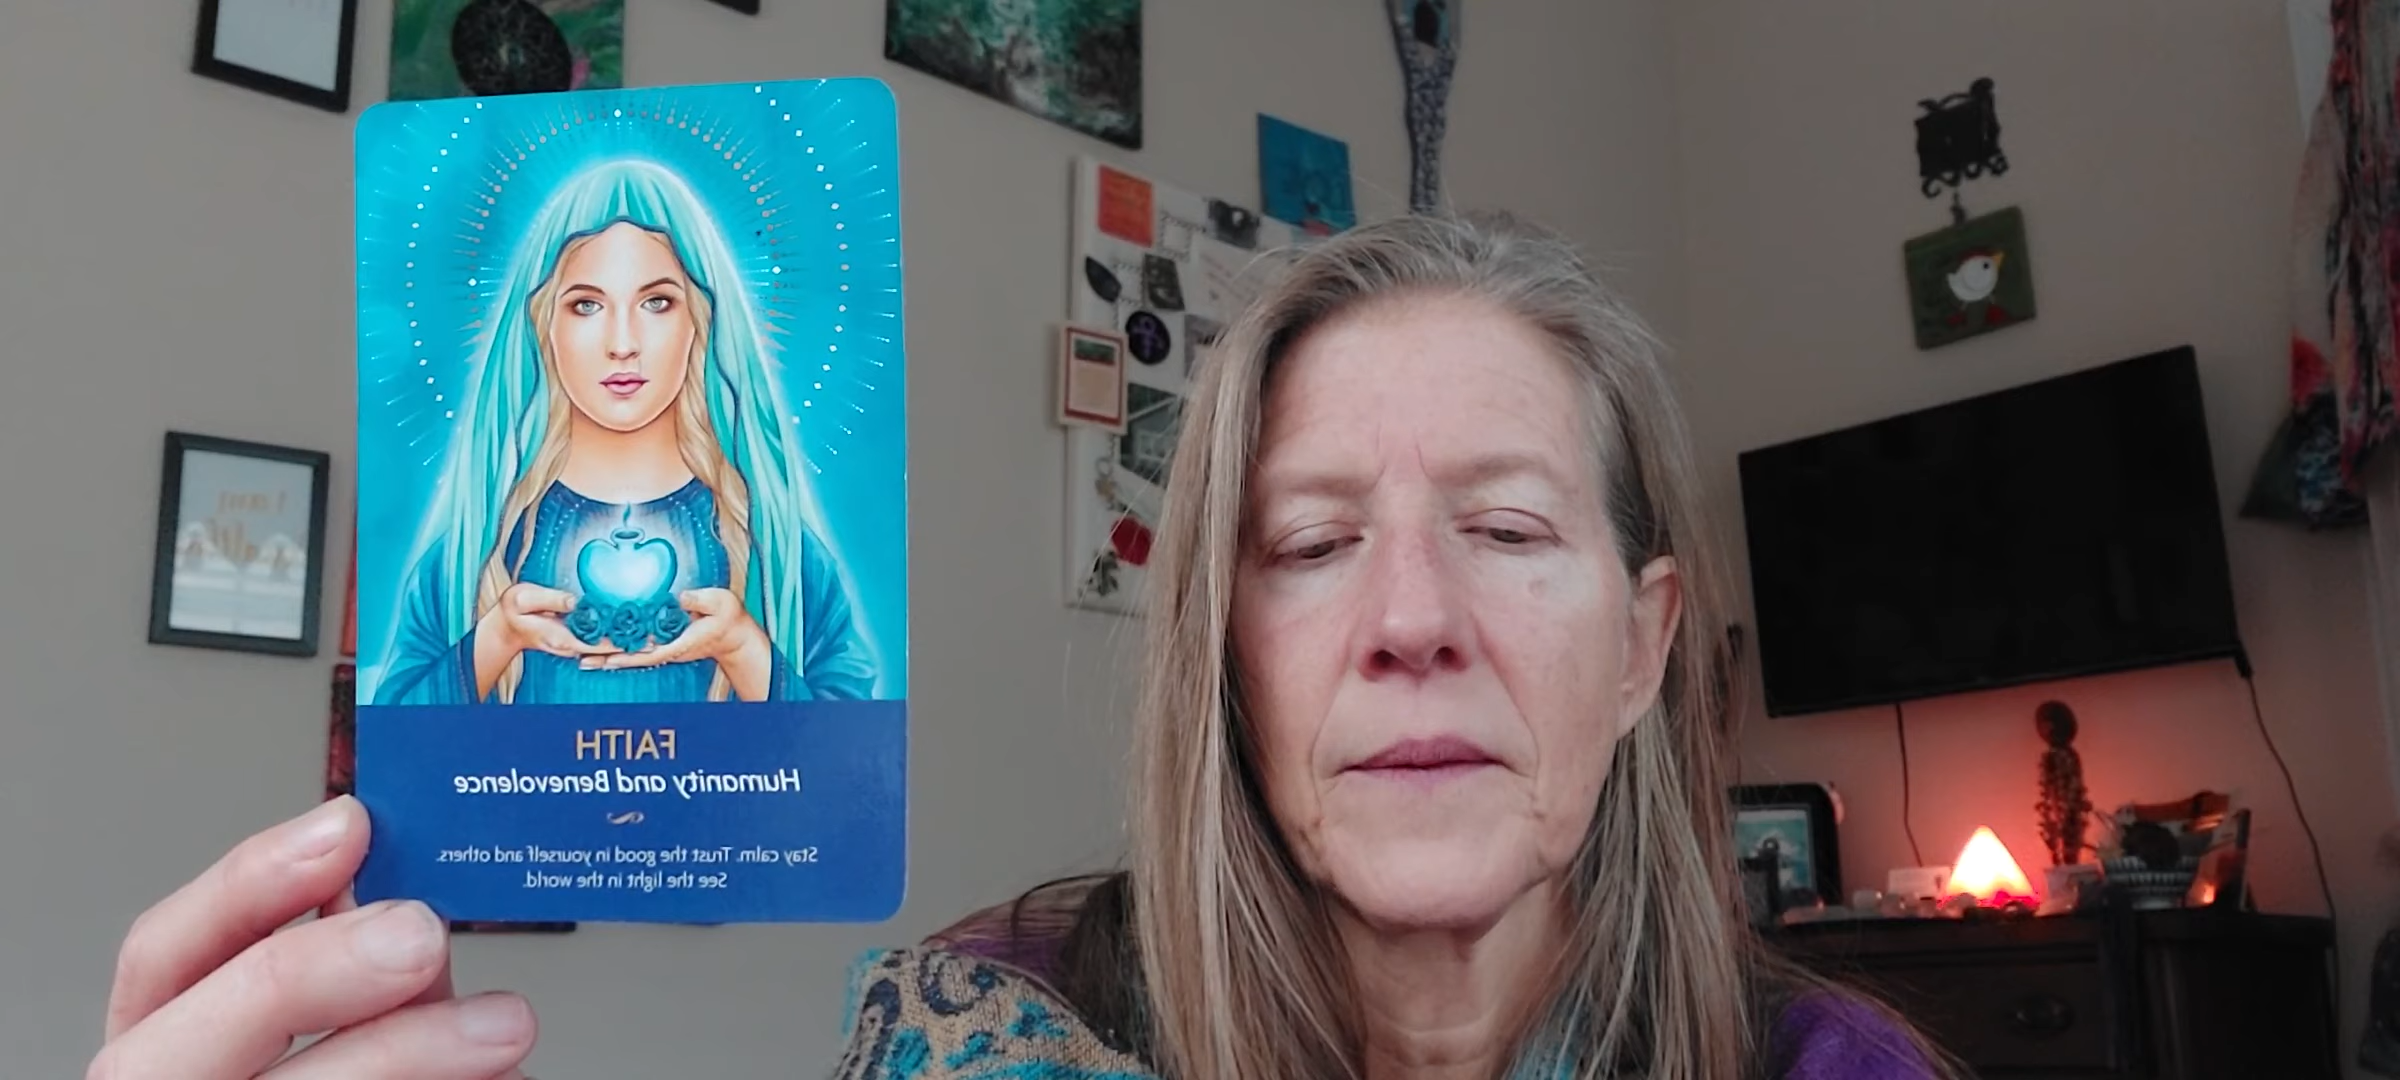 FAITH
Humanity and Benevolence
Stay calm. Trust the good in yourself and others.
See the light in the world.